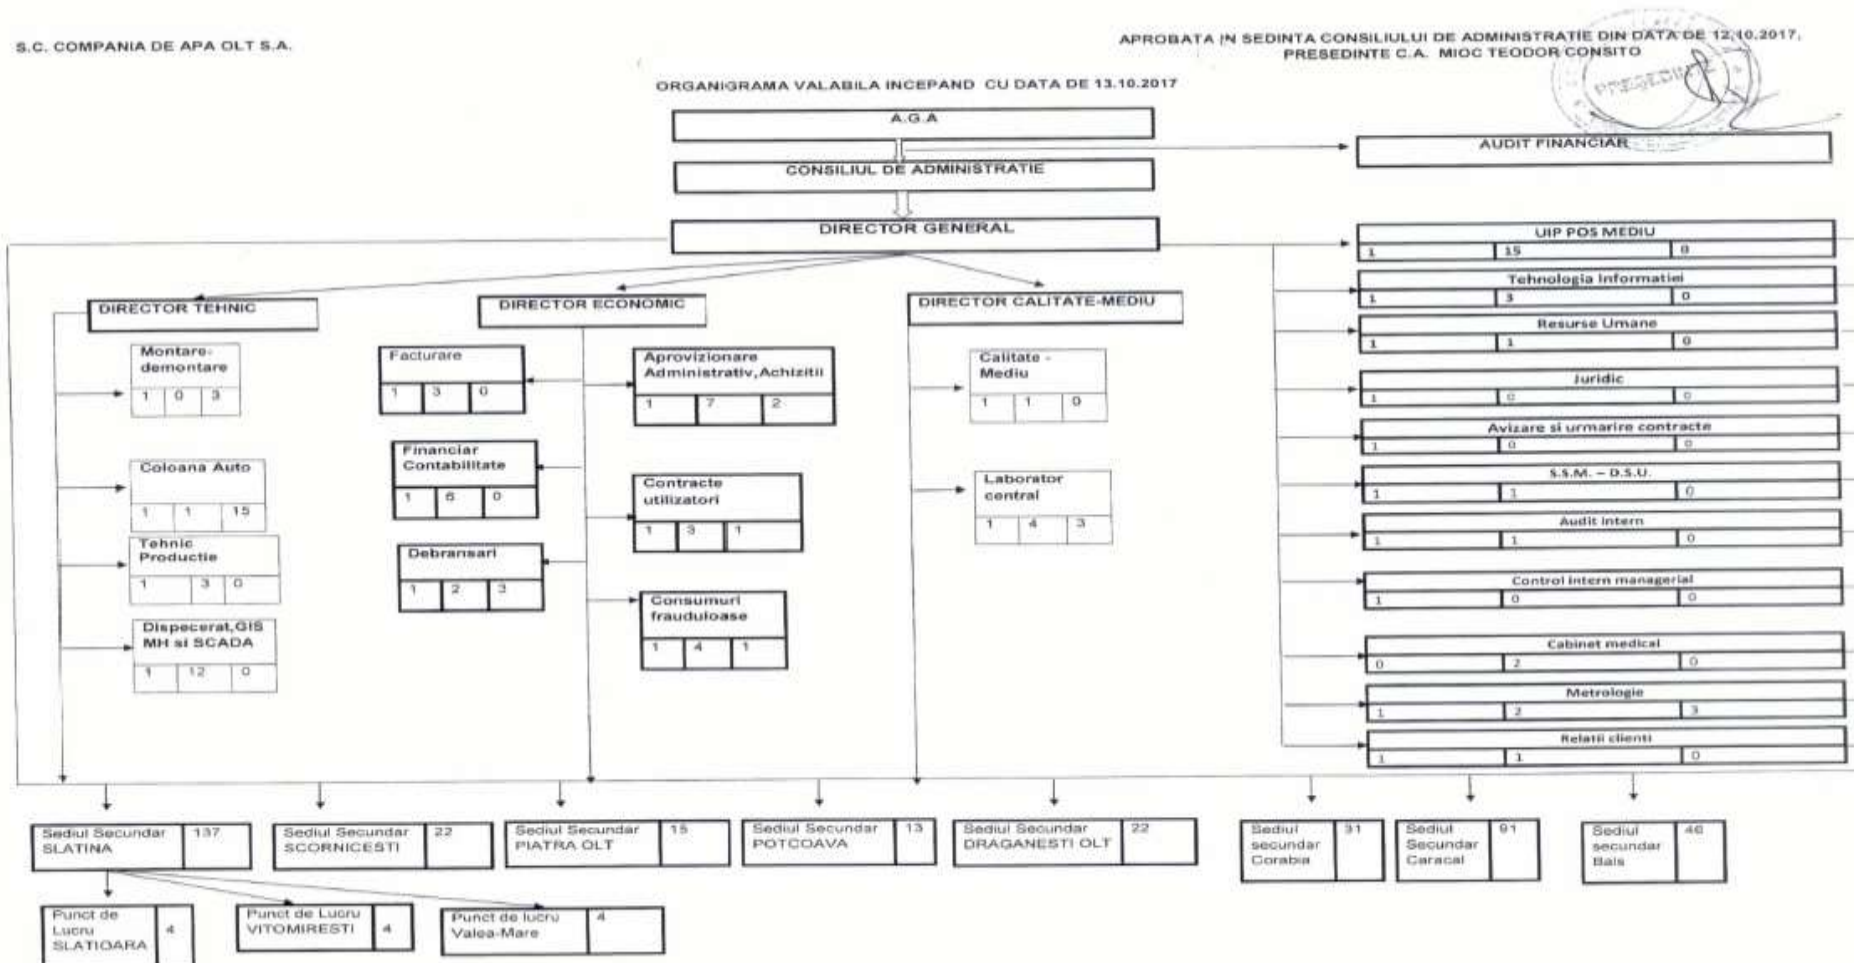 S.C. COMPANIA DE APA OLT S.A.
APROBATA IN SEDINTA CONSILIULUI DE ADMINISTRATIE DIN DATA DE 12.10.2017,
PRESEDINTE C.A. MIOC TEODOR CONSITO
PRESEDINTE
ORGANIGRAMA VALABILA INCEPAND CU DATA DE 13.10.2017
A.G.A
AUDIT FINANCIAR
CONSILIUL DE ADMINISTRATIE
DIRECTOR GENERAL
DIRECTOR TEHNIC
Montare-
demontare
1 0 3
Coloana Auto
1 1 15
Tehnic
Productie
1 3 0
Dispecerat,GIS
MH si SCADA
1 12 0
DIRECTOR ECONOMIC
Facturare
1 3 0
Financiar
Contabilitate
1 6 0
Debransari
1 2 3
Aprovizionare
Administrativ,Achizitii
1 7 2
Contracte
utilizatori
1 3 1
Consumuri
frauduloase
1 4 1
DIRECTOR CALITATE-MEDIU
Calitate -
Mediu
1 1 0
Laborator
central
1 4 3
UIP POS MEDIU
1 15 0
Tehnologia Informatiei
1 3 0
Resurse Umane
1 1 0
Juridic
1 0 0
Avizare si urmarire contracte
1 0 0
S.S.M. – D.S.U.
1 1 0
Audit intern
1 1 0
Control intern managerial
1 0 0
Cabinet medical
0 2 0
Metrologie
1 2 3
Relatii clienti
1 1 0
Sediul Secundar 137
SLATINA
Sediul Secundar 22
SCORNICESTI
Sediul Secundar 15
PIATRA OLT
Sediul Secundar 13
POTCOAVA
Sediul Secundar 22
DRAGANESTI OLT
Sediul 31
secundar
Corabia
Sediul 91
Secundar
Caracal
Sediul 46
secundar
Bals
Punct de
Lucru 4
SLATIOARA
Punct de Lucru
VITOMIRESTI 4
Punct de lucru 4
Valea-Mare